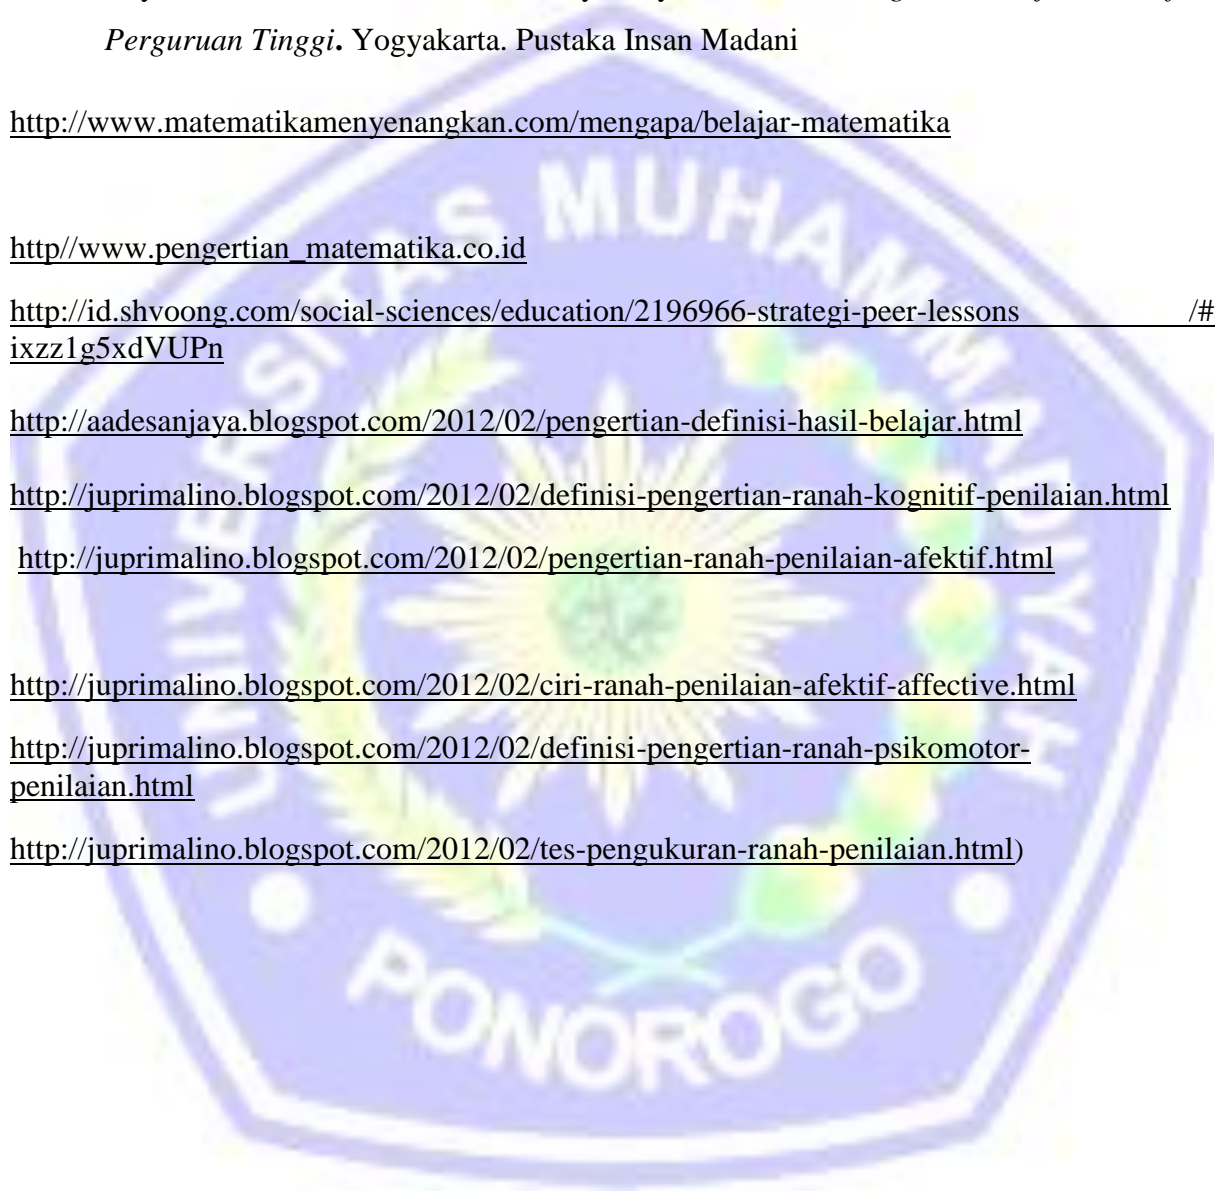 Perguruan Tinggi. Yogyakarta. Pustaka Insan Madani
http://www.matematikamenyenangkan.com/mengapa/belajar-matematika
http//www.pengertian_matematika.co.id
http://id.shvoong.com/social-sciences/education/2196966-strategi-peer-lessons /#
ixzz1g5xdVUPn
http://aadesanjaya.blogspot.com/2012/02/pengertian-definisi-hasil-belajar.html
http://juprimalino.blogspot.com/2012/02/definisi-pengertian-ranah-kognitif-penilaian.html
http://juprimalino.blogspot.com/2012/02/pengertian-ranah-penilaian-afektif.html
http://juprimalino.blogspot.com/2012/02/ciri-ranah-penilaian-afektif-affective.html
http://juprimalino.blogspot.com/2012/02/definisi-pengertian-ranah-psikomotor-
penilaian.html
http://juprimalino.blogspot.com/2012/02/tes-pengukuran-ranah-penilaian.html)
UNIVERSITAS MUHAMMADIYAH
PONOROGO